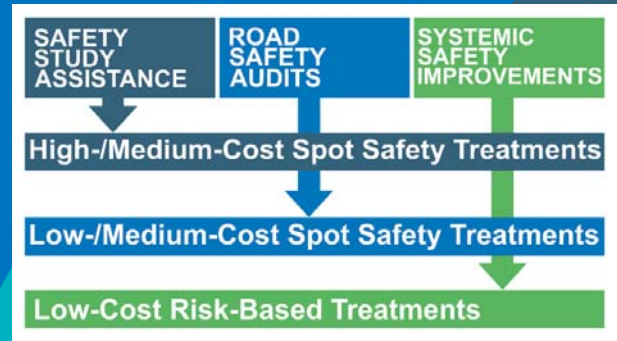 SAFETY
STUDY
ASSISTANCE
ROAD
SAFETY
AUDITS
SYSTEMIC
SAFETY
IMPROVEMENTS
High-/Medium-Cost Spot Safety Treatments
Low-/Medium-Cost Spot Safety Treatments
Low-Cost Risk-Based Treatments